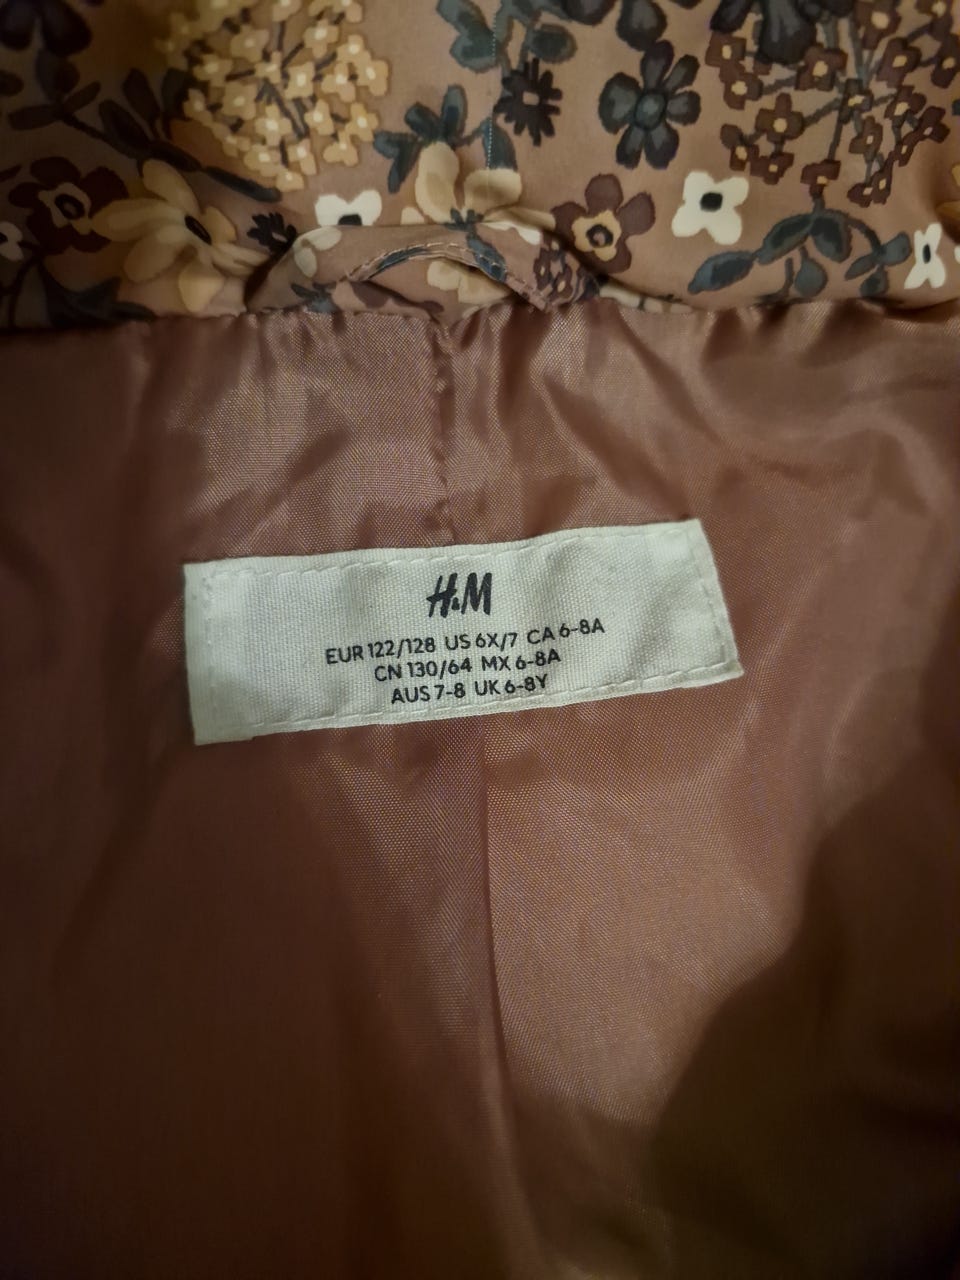 H&M
EUR 122/128 US 6X/7 CA 6-8A
CN 130/64 MX 6-8A
AUS 7-8 UK 6-8Y